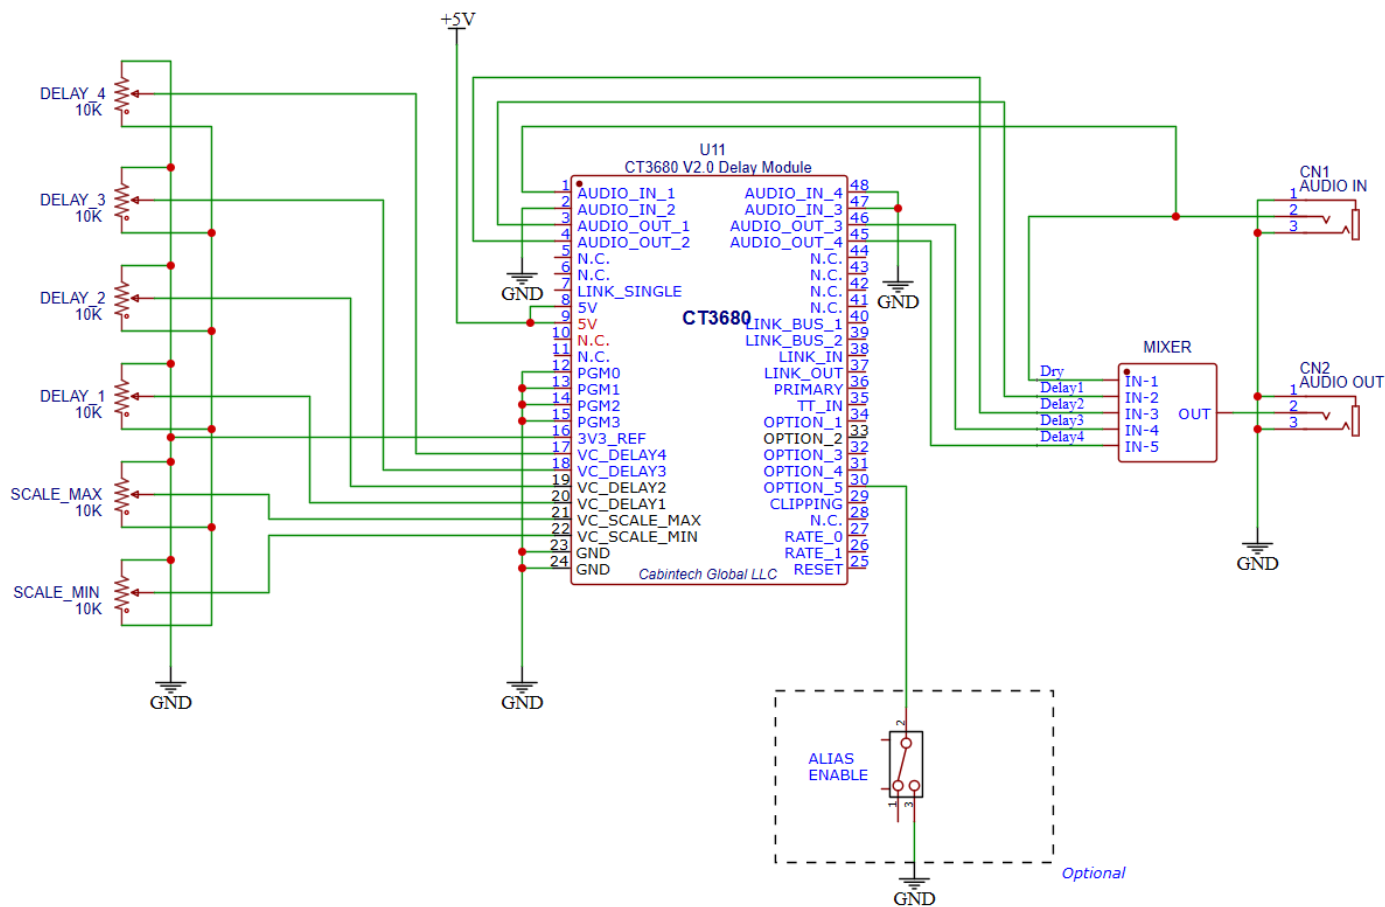 +5V
DELAY_4
10K
DELAY_3
10K
DELAY_2
10K
DELAY_1
10K
SCALE_MAX
10K
SCALE_MIN
10K
GND
U11
CT3680 V2.0 Delay Module
1 AUDIO_IN_1
2 AUDIO_IN_2
3 AUDIO_OUT_1
4 AUDIO_OUT_2
5 N.C.
6 N.C.
7 LINK_SINGLE
8 5V
9 5V
10 N.C.
11 N.C.
12 PGM0
13 PGM1
14 PGM2
15 PGM3
16 3V3_REF
17 VC_DELAY4
18 VC_DELAY3
19 VC_DELAY2
20 VC_DELAY1
21 VC_SCALE_MAX
22 VC_SCALE_MIN
23 GND
24 GND
AUDIO_IN_4 48
AUDIO_IN_3 47
AUDIO_OUT_3 46
AUDIO_OUT_4 45
N.C. 44
N.C. 43
N.C. 42
N.C. 41
LINK_BUS_1 40
LINK_BUS_2 39
LINK_IN 38
LINK_OUT 37
PRIMARY 36
TT_IN 35
OPTION_1 34
OPTION_2 33
OPTION_3 32
OPTION_4 31
OPTION_5 30
CLIPPING 29
N.C. 28
RATE_0 27
RATE_1 26
RESET 25
CT3680
Cabintech Global LLC
GND
GND
GND
MIXER
Dry IN-1
Delay1 IN-2
Delay2 IN-3
Delay3 IN-4
Delay4 IN-5
OUT
CN1
AUDIO IN
1
2
3
CN2
AUDIO OUT
1
2
3
GND
ALIAS
ENABLE
2
1
3
Optional
GND